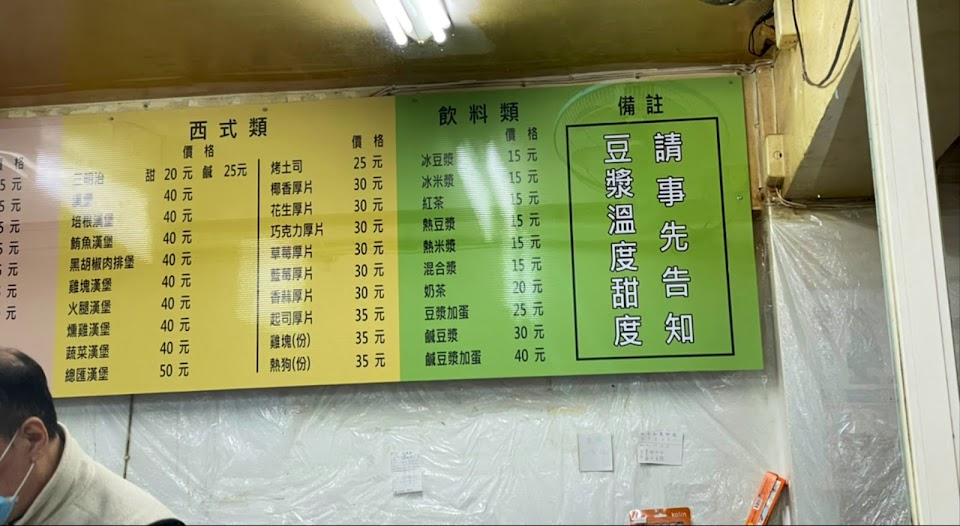 西式類
價 格
三明治 甜 20元 鹹 25元
漢堡 40 元
培根漢堡 40 元
鮪魚漢堡 40 元
黑胡椒肉排堡 40 元
雞塊漢堡 40 元
火腿漢堡 40 元
燻雞漢堡 40 元
蔬菜漢堡 40 元
總匯漢堡 50 元
價 格
烤土司 25 元
椰香厚片 30 元
花生厚片 30 元
巧克力厚片 30 元
草莓厚片 30 元
藍莓厚片 30 元
香蒜厚片 30 元
起司厚片 35 元
雞塊(份) 35 元
熱狗(份) 35 元
飲料類
價 格
冰豆漿 15 元
冰米漿 15 元
紅茶 15 元
熱豆漿 15 元
熱米漿 15 元
混合漿 15 元
奶茶 20 元
豆漿加蛋 25 元
鹹豆漿 30 元
鹹豆漿加蛋 40 元
備註
請事先告知
豆漿溫度甜度
kolin